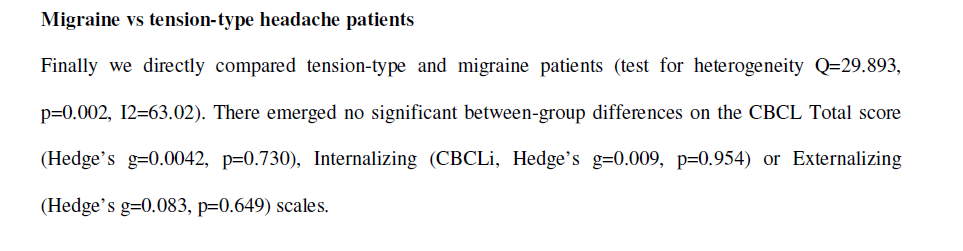 Migraine vs tension-type headache patients
Finally we directly compared tension-type and migraine patients (test for heterogeneity Q=29.893,
p=0.002, I2=63.02). There emerged no significant between-group differences on the CBCL Total score
(Hedge’s g=0.0042, p=0.730), Internalizing (CBCLi, Hedge’s g=0.009, p=0.954) or Externalizing
(Hedge’s g=0.083, p=0.649) scales.